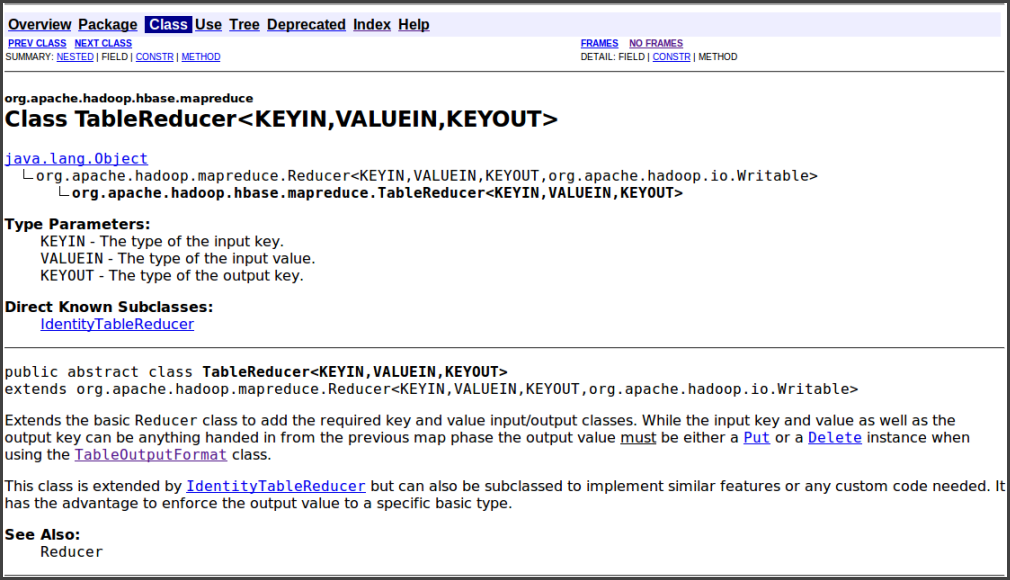 Overview Package Class Use Tree Deprecated Index Help
PREV CLASS NEXT CLASS FRAMES NO FRAMES
SUMMARY: NESTED | FIELD | CONSTR | METHOD DETAIL: FIELD | CONSTR | METHOD
org.apache.hadoop.hbase.mapreduce
Class TableReducer<KEYIN,VALUEIN,KEYOUT>
java.lang.Object
org.apache.hadoop.mapreduce.Reducer<KEYIN,VALUEIN,KEYOUT,org.apache.hadoop.io.Writable>
org.apache.hadoop.hbase.mapreduce.TableReducer<KEYIN,VALUEIN,KEYOUT>
Type Parameters:
KEYIN - The type of the input key.
VALUEIN - The type of the input value.
KEYOUT - The type of the output key.
Direct Known Subclasses:
IdentityTableReducer
public abstract class TableReducer<KEYIN,VALUEIN,KEYOUT>
extends org.apache.hadoop.mapreduce.Reducer<KEYIN,VALUEIN,KEYOUT,org.apache.hadoop.io.Writable>
Extends the basic Reducer class to add the required key and value input/output classes. While the input key and value as well as the
output key can be anything handed in from the previous map phase the output value must be either a Put or a Delete instance when
using the TableOutputFormat class.
This class is extended by IdentityTableReducer but can also be subclassed to implement similar features or any custom code needed. It
has the advantage to enforce the output value to a specific basic type.
See Also:
Reducer